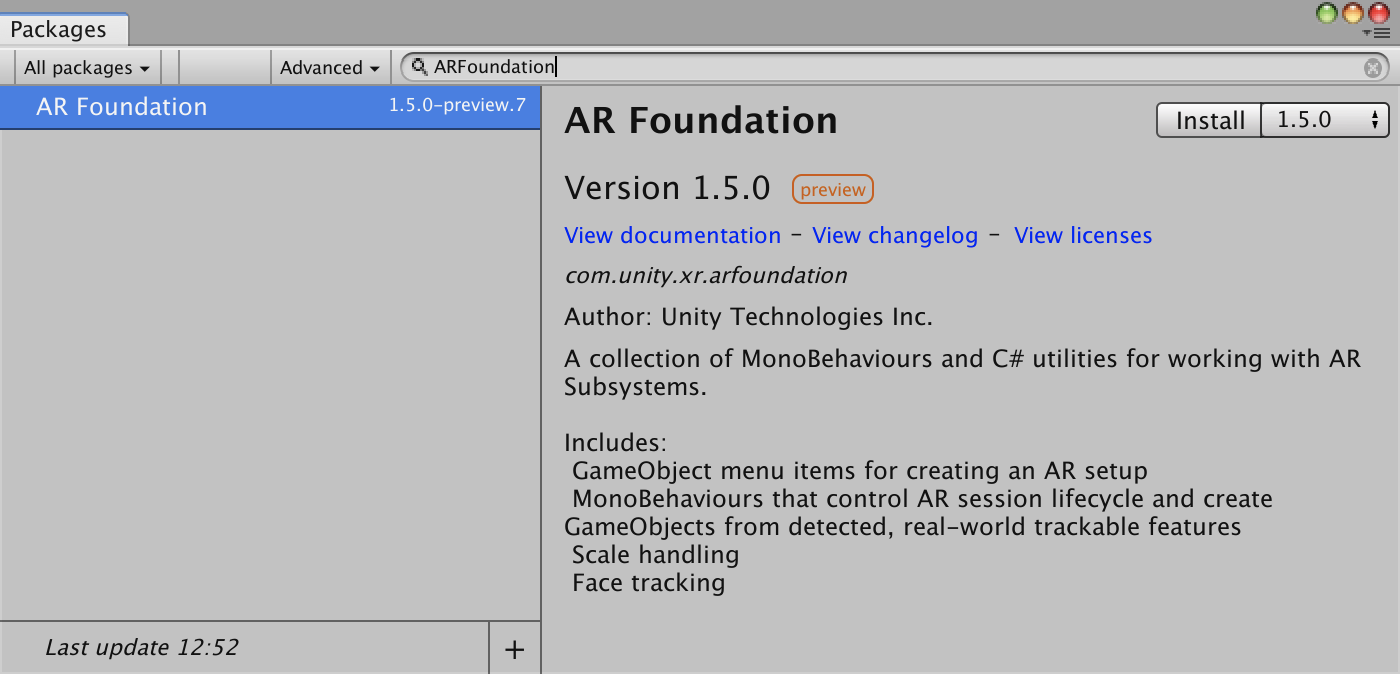 Packages
All packages
Advanced
ARFoundation
AR Foundation 1.5.0-preview.7
AR Foundation
Install 1.5.0
Version 1.5.0 preview
View documentation - View changelog - View licenses
com.unity.xr.arfoundation
Author: Unity Technologies Inc.
A collection of MonoBehaviours and C# utilities for working with AR
Subsystems.
Includes:
GameObject menu items for creating an AR setup
MonoBehaviours that control AR session lifecycle and create
GameObjects from detected, real-world trackable features
Scale handling
Face tracking
Last update 12:52
+